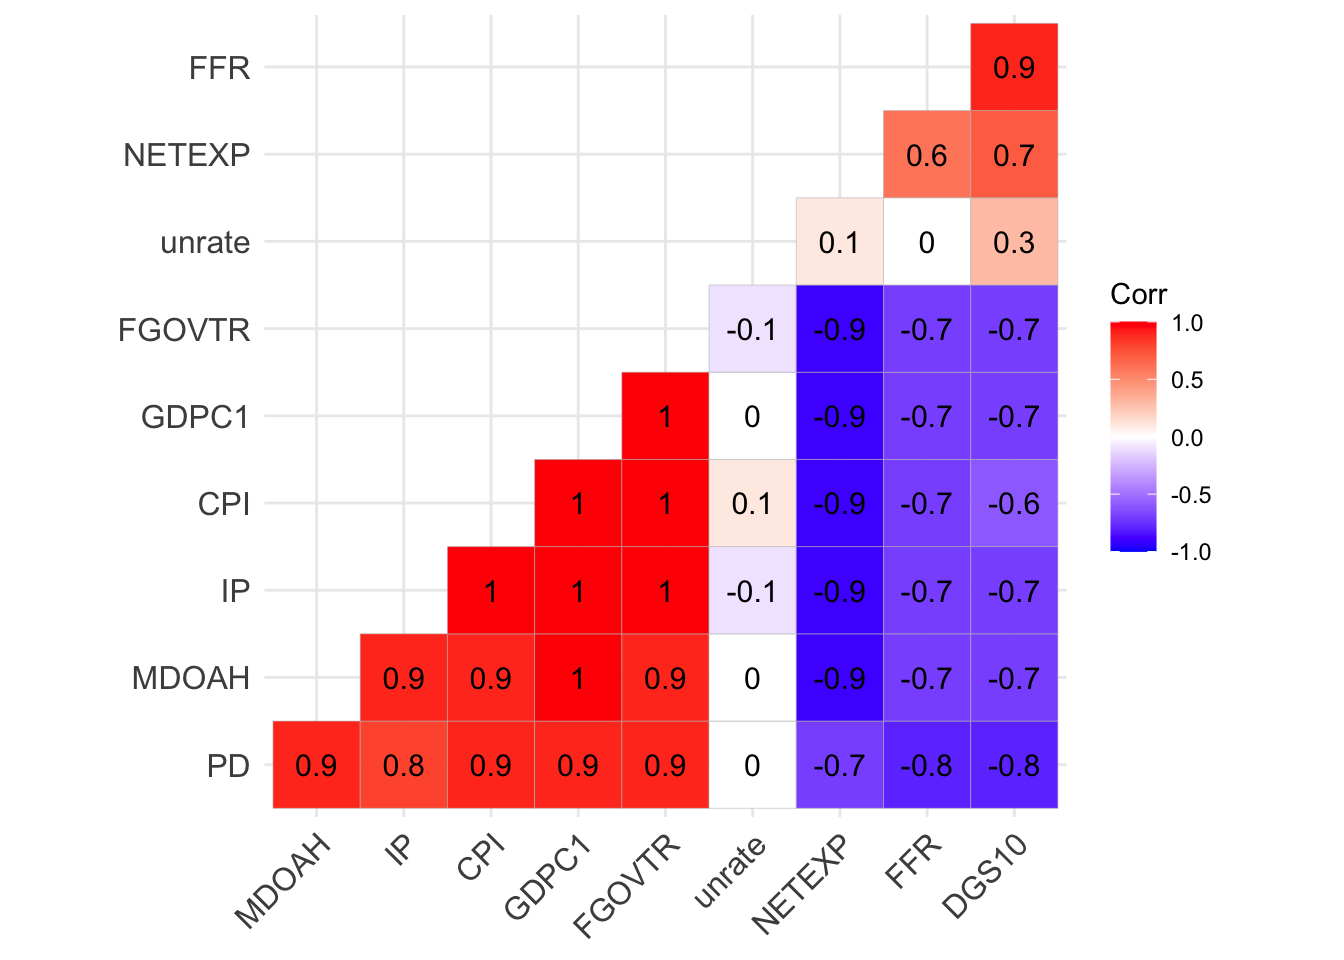 FFR 0.9
NETEXP 0.6 0.7
unrate 0.1 0 0.3
FGOVTR -0.1 -0.9 -0.7 -0.7
GDPC1 1 0 -0.9 -0.7 -0.7
CPI 1 1 0.1 -0.9 -0.7 -0.6
IP 1 1 1 -0.1 -0.9 -0.7 -0.7
MDOAH 0.9 0.9 1 0.9 0 -0.9 -0.7 -0.7
PD 0.9 0.8 0.9 0.9 0.9 0 -0.7 -0.8 -0.8
MDOAH IP CPI GDPC1 FGOVTR unrate NETEXP FFR DGS10
Corr
1.0
0.5
0.0
-0.5
-1.0